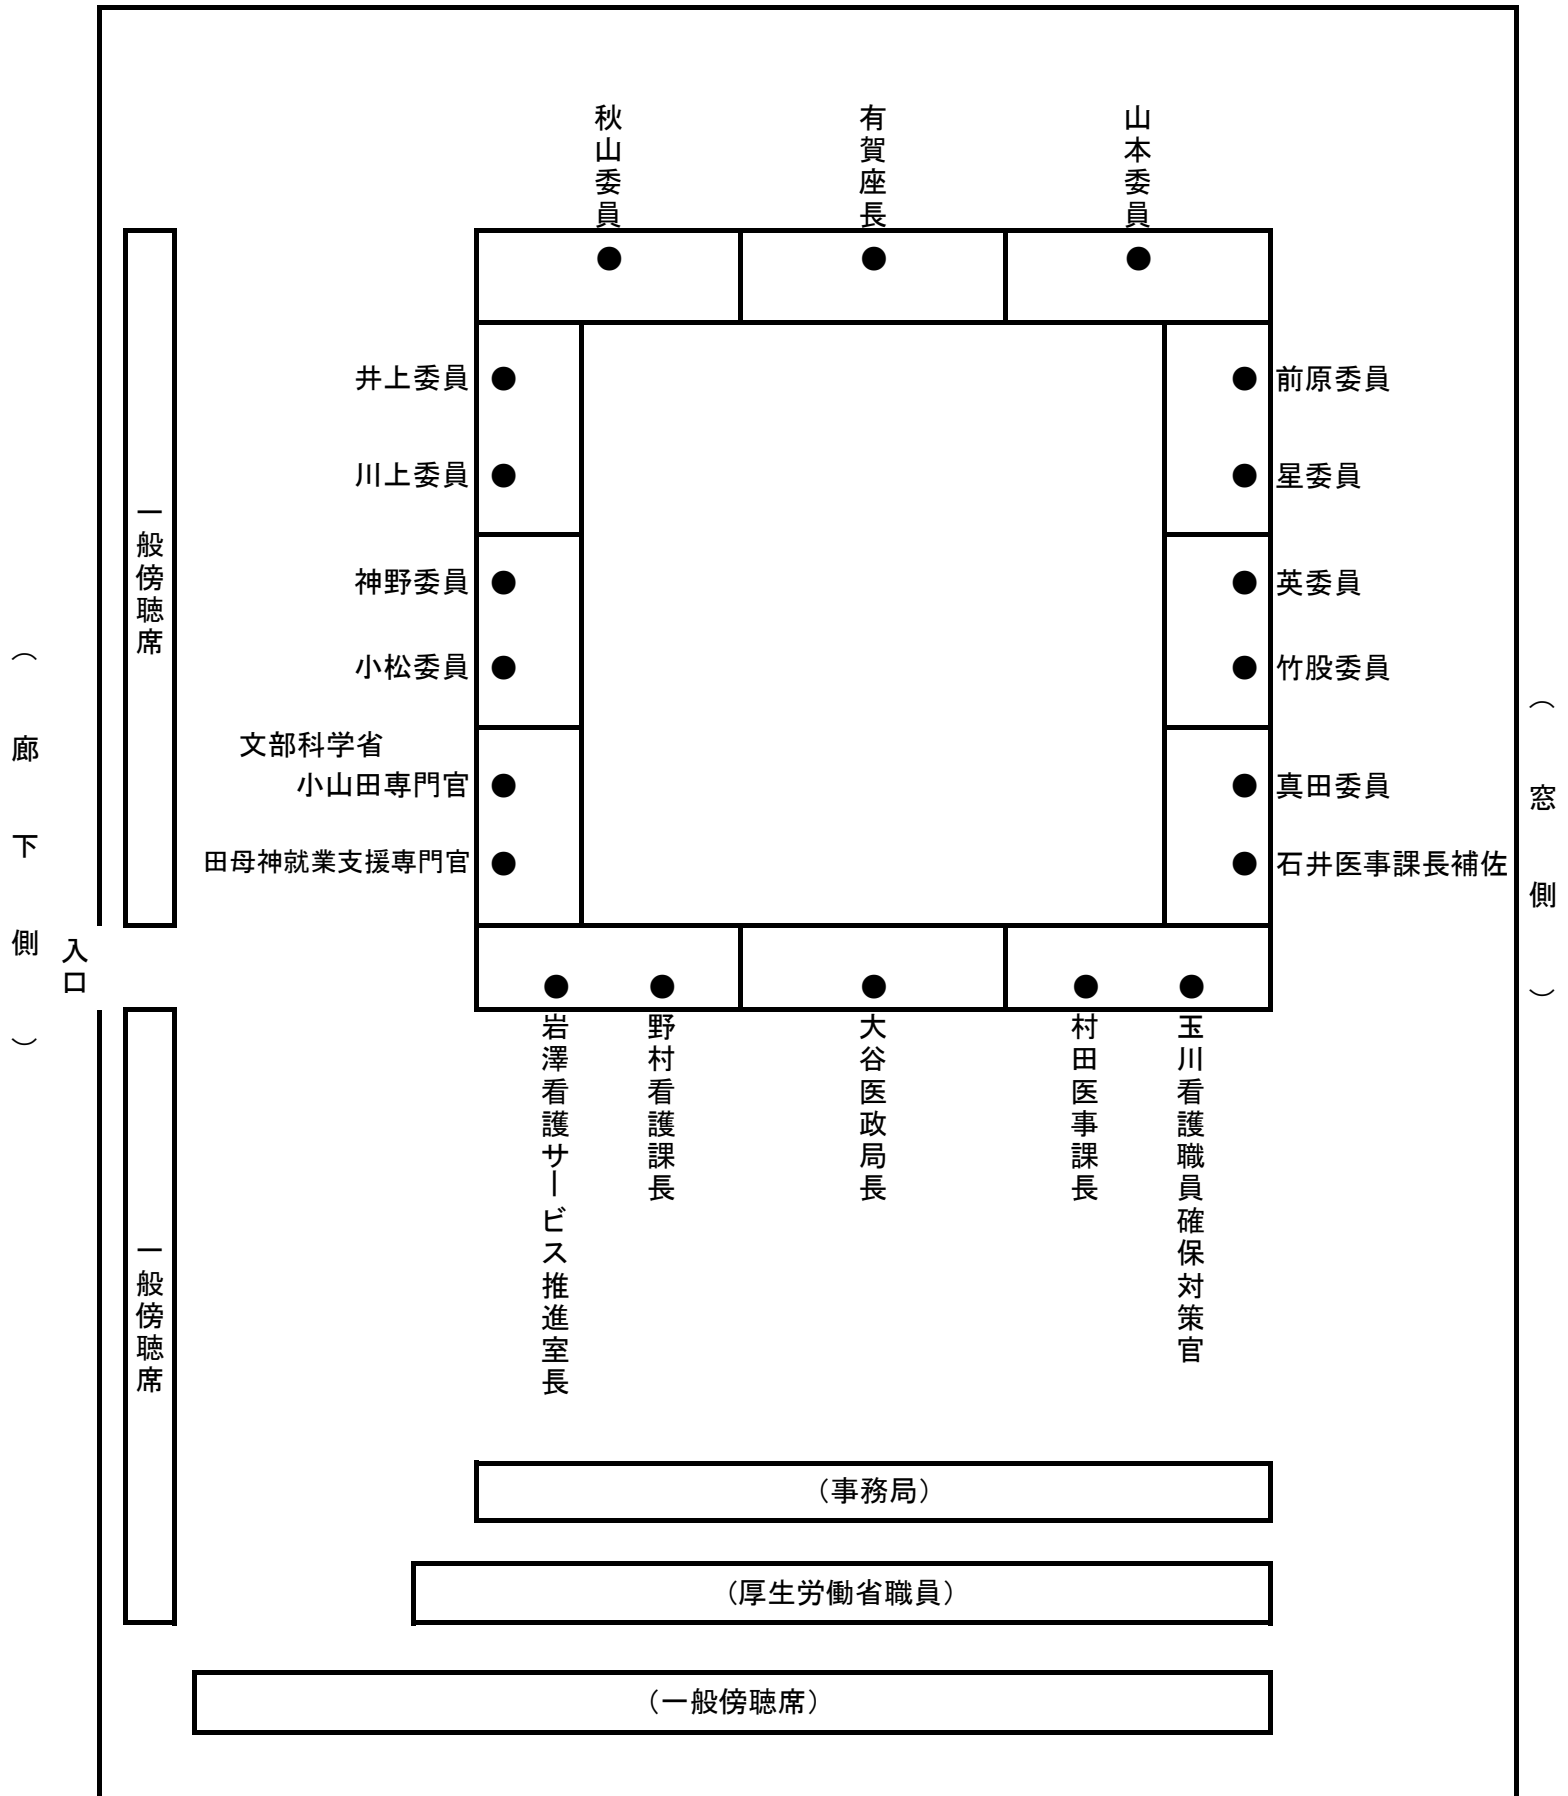 秋山委員
有賀座長
山本委員
井上委員
前原委員
川上委員
星委員
一般傍聴席
神野委員
英委員
小松委員
竹股委員
文部科学省
小山田専門官
真田委員
田母神就業支援専門官
石井医事課長補佐
（廊下側）
（窓側）
入口
岩澤看護サービス推進室長
野村看護課長
大谷医政局長
村田医事課長
玉川看護職員確保対策官
一般傍聴席
（事務局）
（厚生労働省職員）
（一般傍聴席）